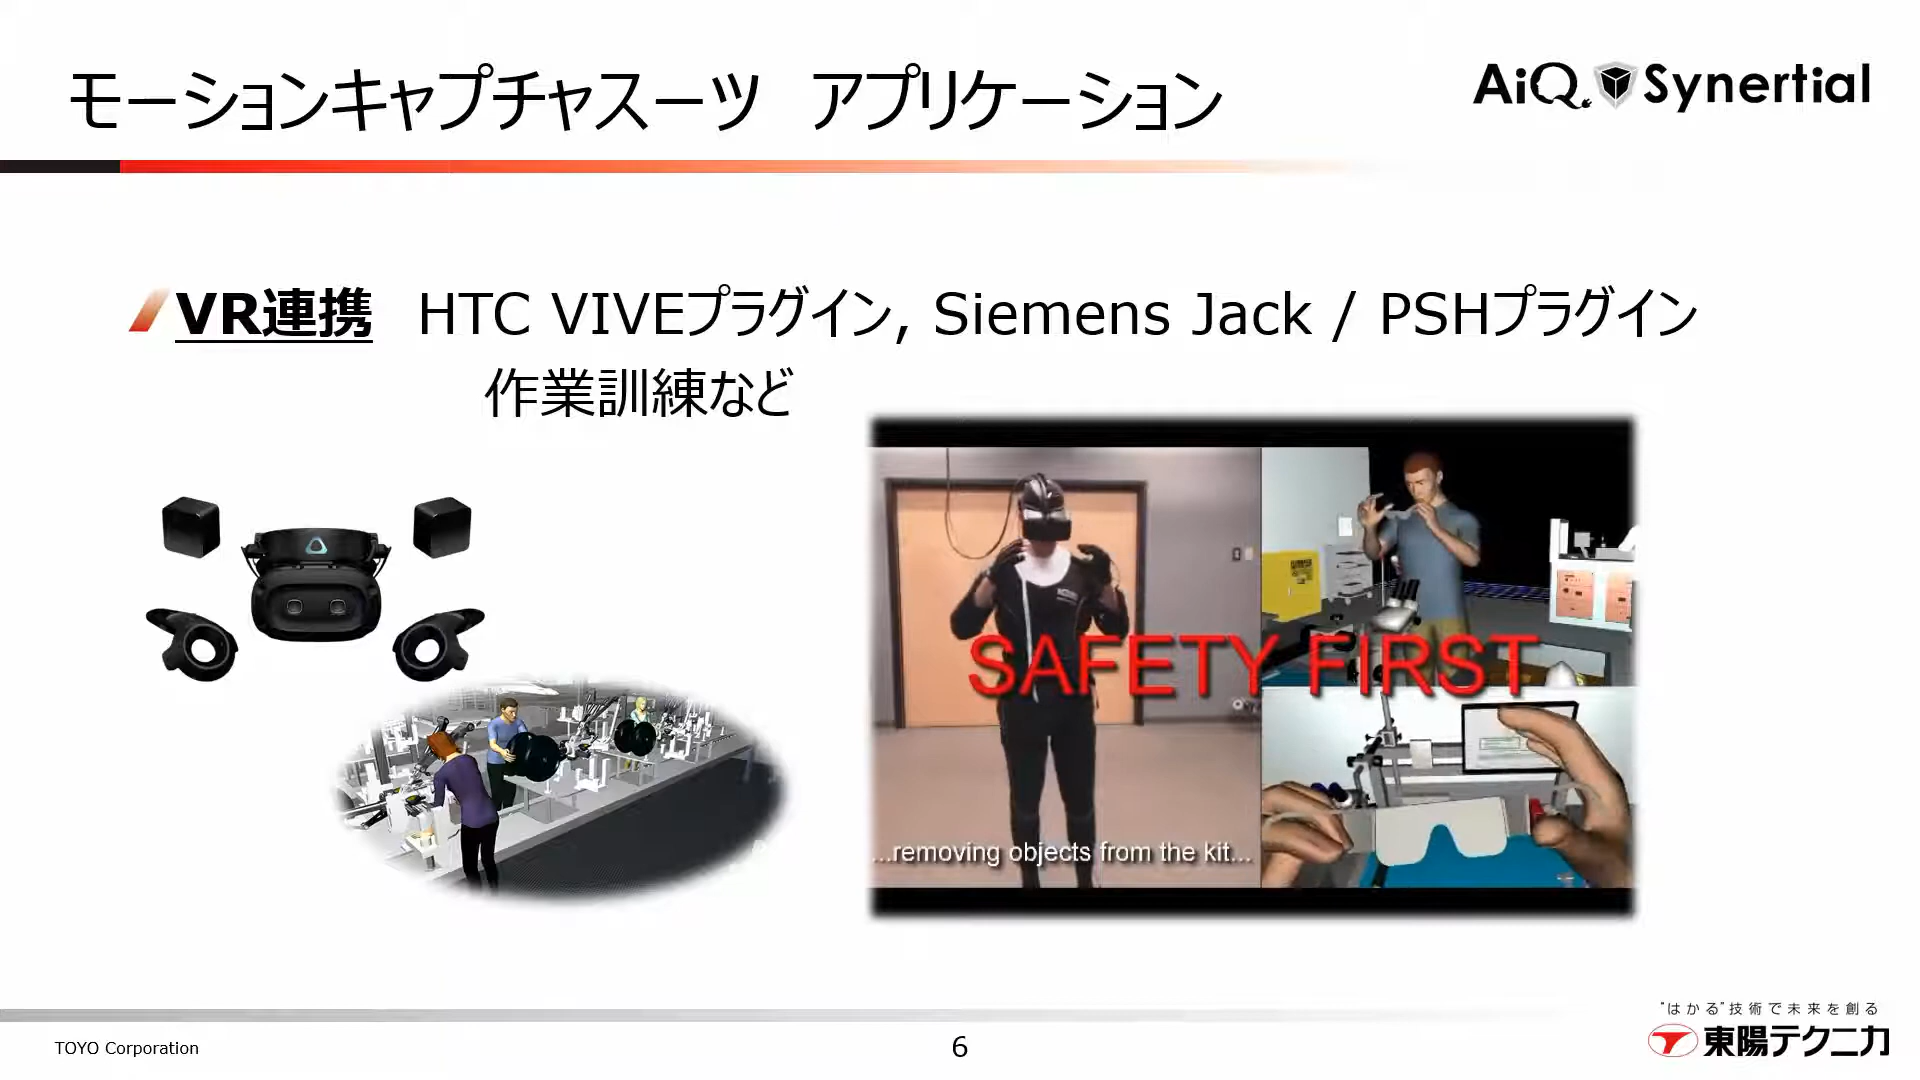 モーションキャプチャスーツ アプリケーション
AiQ Synertial
VR連携 HTC VIVEプラグイン, Siemens Jack / PSHプラグイン
作業訓練など
SAFETY FIRST
...removing objects from the kit...
"はかる"技術で未来を創る
TOYO Corporation
6
東陽テクニカ